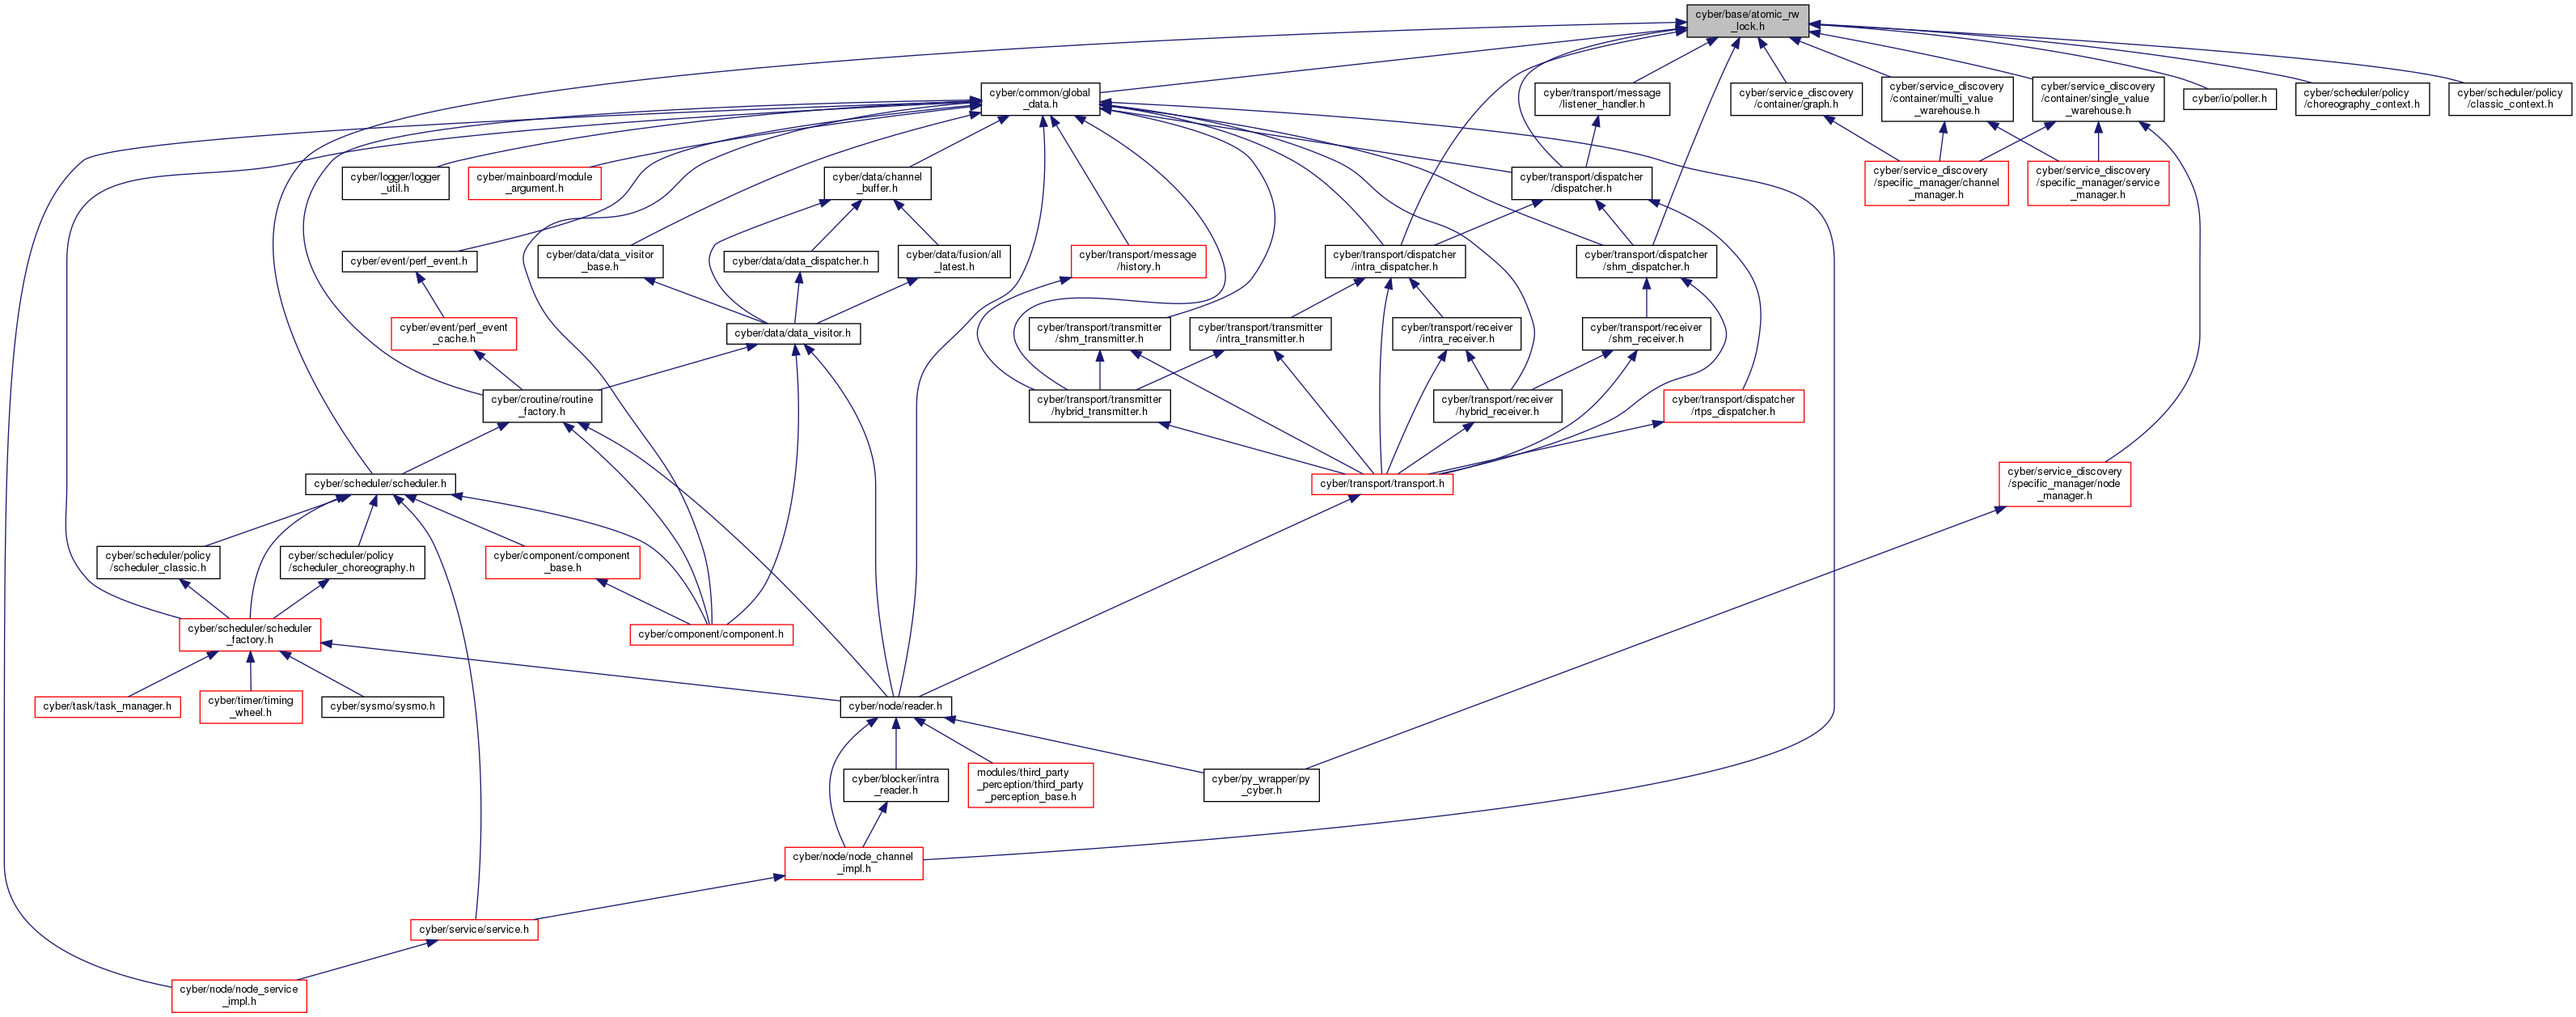 cyber/base/atomic_rw
_lock.h
cyber/common/global
_data.h
cyber/transport/message
/listener_handler.h
cyber/service_discovery
/container/graph.h
cyber/service_discovery
/container/multi_value
_warehouse.h
cyber/service_discovery
/container/single_value
_warehouse.h
cyber/io/poller.h
cyber/scheduler/policy
/choreography_context.h
cyber/scheduler/policy
/classic_context.h
cyber/logger/logger
_util.h
cyber/mainboard/module
_argument.h
cyber/data/channel
_buffer.h
cyber/transport/dispatcher
/dispatcher.h
cyber/service_discovery
/specific_manager/channel
_manager.h
cyber/service_discovery
/specific_manager/service
_manager.h
cyber/event/perf_event.h
cyber/data/data_visitor
_base.h
cyber/data/data_dispatcher.h
cyber/data/fusion/all
_latest.h
cyber/transport/message
/history.h
cyber/transport/dispatcher
/intra_dispatcher.h
cyber/transport/dispatcher
/shm_dispatcher.h
cyber/event/perf_event
_cache.h
cyber/data/data_visitor.h
cyber/transport/transmitter
/shm_transmitter.h
cyber/transport/transmitter
/intra_transmitter.h
cyber/transport/receiver
/intra_receiver.h
cyber/transport/receiver
/shm_receiver.h
cyber/croutine/routine
_factory.h
cyber/transport/transmitter
/hybrid_transmitter.h
cyber/transport/receiver
/hybrid_receiver.h
cyber/transport/dispatcher
/rtps_dispatcher.h
cyber/scheduler/scheduler.h
cyber/transport/transport.h
cyber/service_discovery
/specific_manager/node
_manager.h
cyber/scheduler/policy
/scheduler_classic.h
cyber/scheduler/policy
/scheduler_choreography.h
cyber/component/component
_base.h
cyber/scheduler/scheduler
_factory.h
cyber/component/component.h
cyber/task/task_manager.h
cyber/timer/timing
_wheel.h
cyber/sysmo/sysmo.h
cyber/node/reader.h
cyber/blocker/intra
_reader.h
modules/third_party
_perception/third_party
_perception_base.h
cyber/py_wrapper/py
_cyber.h
cyber/node/node_channel
_impl.h
cyber/service/service.h
cyber/node/node_service
_impl.h